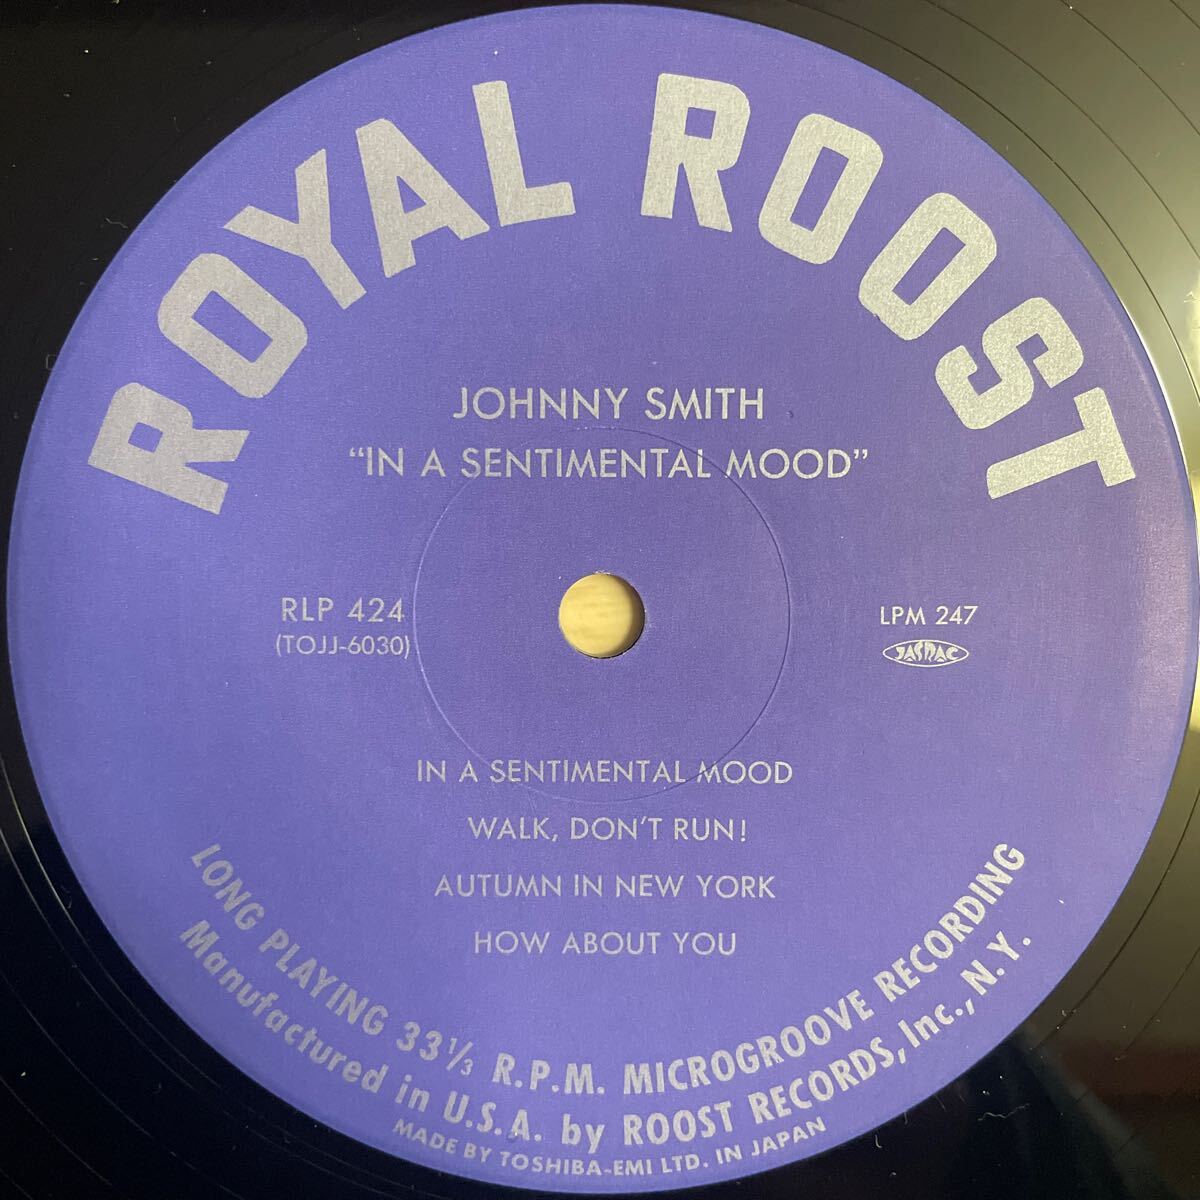 ROYAL ROOST
JOHNNY SMITH
“IN A SENTIMENTAL MOOD”
RLP 424
(TOJJ-6030)
LPM 247
JASRAC
IN A SENTIMENTAL MOOD
WALK, DON'T RUN!
AUTUMN IN NEW YORK
HOW ABOUT YOU
LONG PLAYING 33⅓ R.P.M. MICROGROOVE RECORDING
Manufactured in U.S.A. by ROOST RECORDS, Inc., N.Y.
MADE BY TOSHIBA-EMI LTD. IN JAPAN